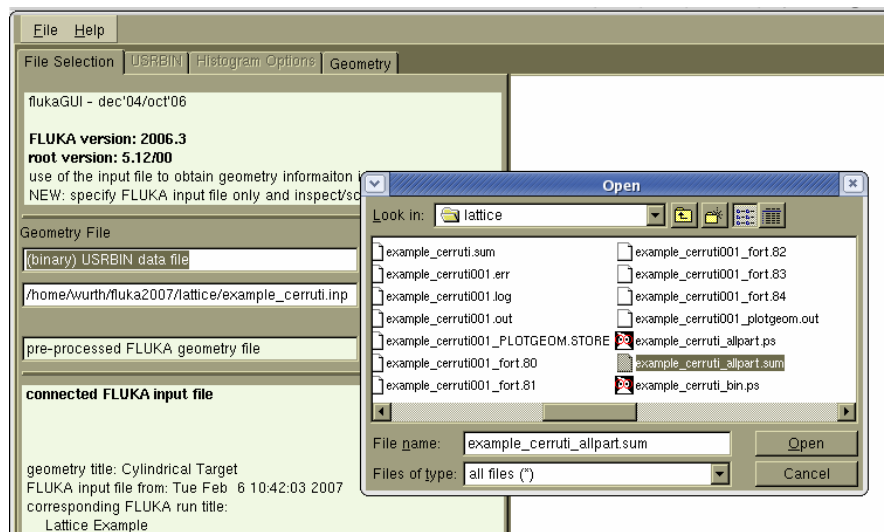 File Help
File Selection USRBIN Histogram Options Geometry
flukaGUI - dec'04/oct'06
FLUKA version: 2006.3
root version: 5.12/00
use of the input file to obtain geometry informaiton i
NEW: specify FLUKA input file only and inspect/sc
Geometry File
(binary) USRBIN data file
/home/wurth/fluka2007/lattice/example_cerruti.inp
pre-processed FLUKA geometry file
connected FLUKA input file
geometry title: Cylindrical Target
FLUKA input file from: Tue Feb 6 10:42:03 2007
corresponding FLUKA run title:
Lattice Example
Open
Look in: lattice
example_cerruti.sum
example_cerruti001.err
example_cerruti001.log
example_cerruti001.out
example_cerruti001_PLOTGEOM.STORE
example_cerruti001_fort.80
example_cerruti001_fort.81
example_cerruti001_fort.82
example_cerruti001_fort.83
example_cerruti001_fort.84
example_cerruti001_plotgeom.out
example_cerruti_allpart.ps
example_cerruti_allpart.sum
example_cerruti_bin.ps
File name: example_cerruti_allpart.sum Open
Files of type: all files (*) Cancel